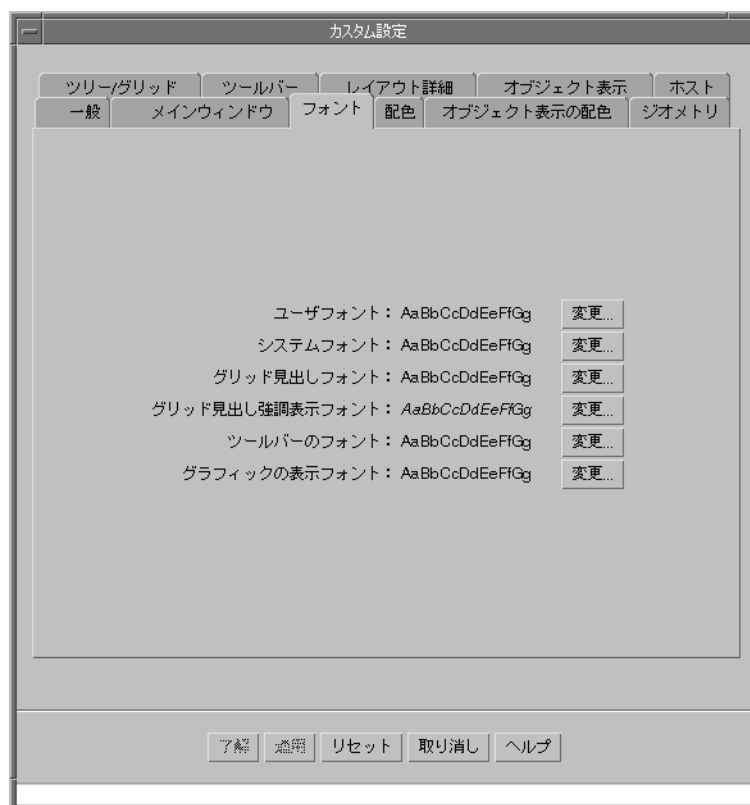 カスタム設定
ツリー/グリッド ツールバー レイアウト詳細 オブジェクト表示 ホスト
一般 メインウィンドウ フォント 配色 オブジェクト表示の配色 ジオメトリ
ユーザフォント: AaBbCcDdEeFfGg 変更...
システムフォント: AaBbCcDdEeFfGg 変更...
グリッド見出しフォント: AaBbCcDdEeFfGg 変更...
グリッド見出し強調表示フォント: AaBbCcDdEeFfGg 変更...
ツールバーのフォント: AaBbCcDdEeFfGg 変更...
グラフィックの表示フォント: AaBbCcDdEeFfGg 変更...
了解 適用 リセット 取り消し ヘルプ